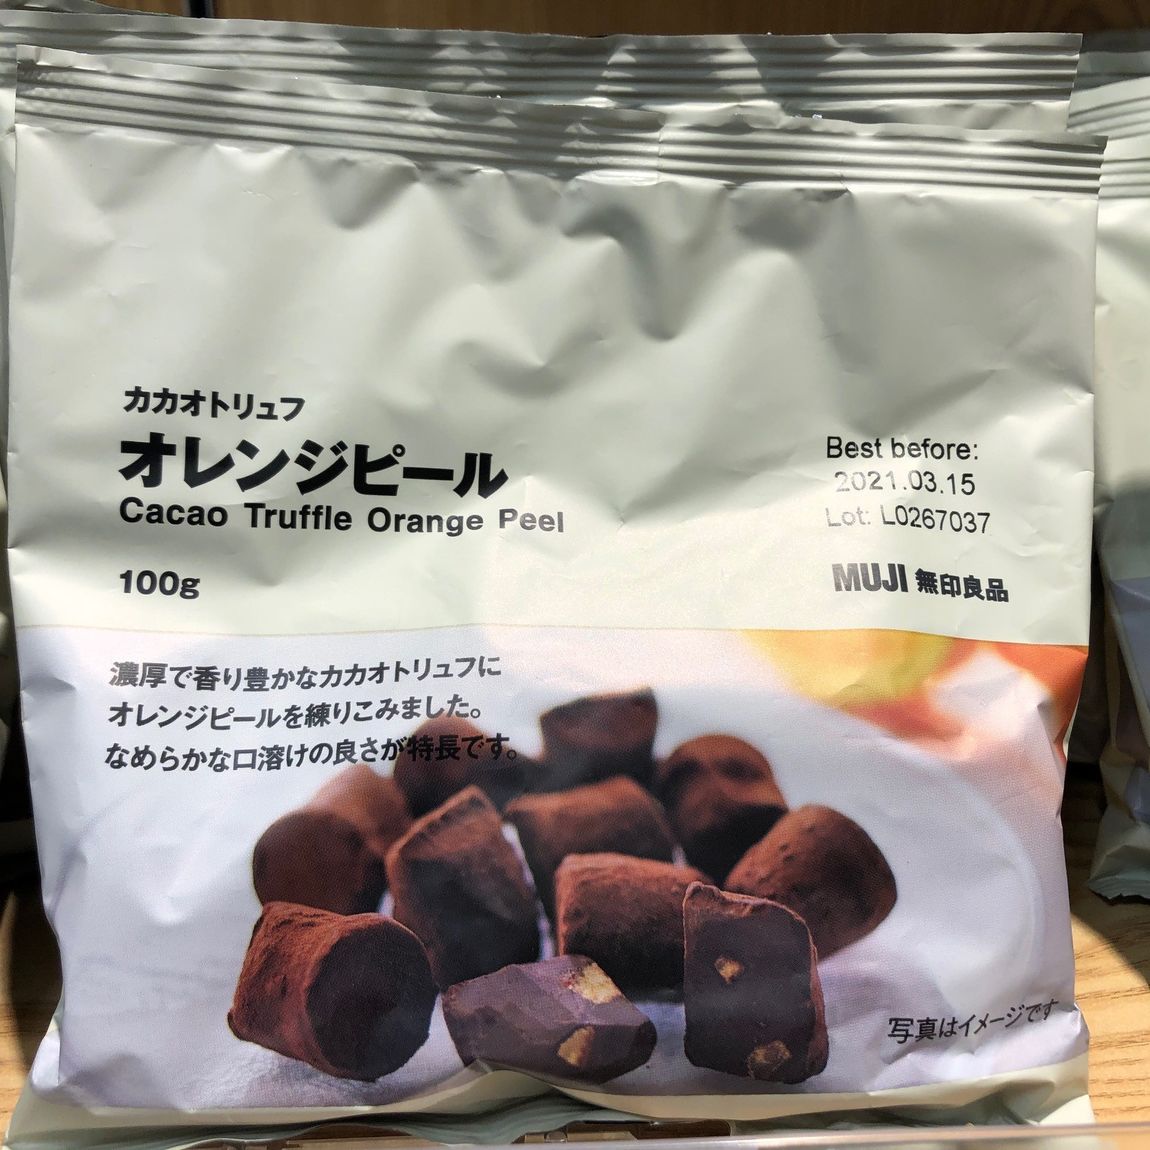 カカオトリュフ
オレンジピール
Cacao Truffle Orange Peel
100g
Best before:
2021.03.15
Lot: L0267037
MUJI 無印良品
濃厚で香り豊かなカカオトリュフに
オレンジピールを練りこみました。
なめらかな口溶けの良さが特長です。
写真はイメージです